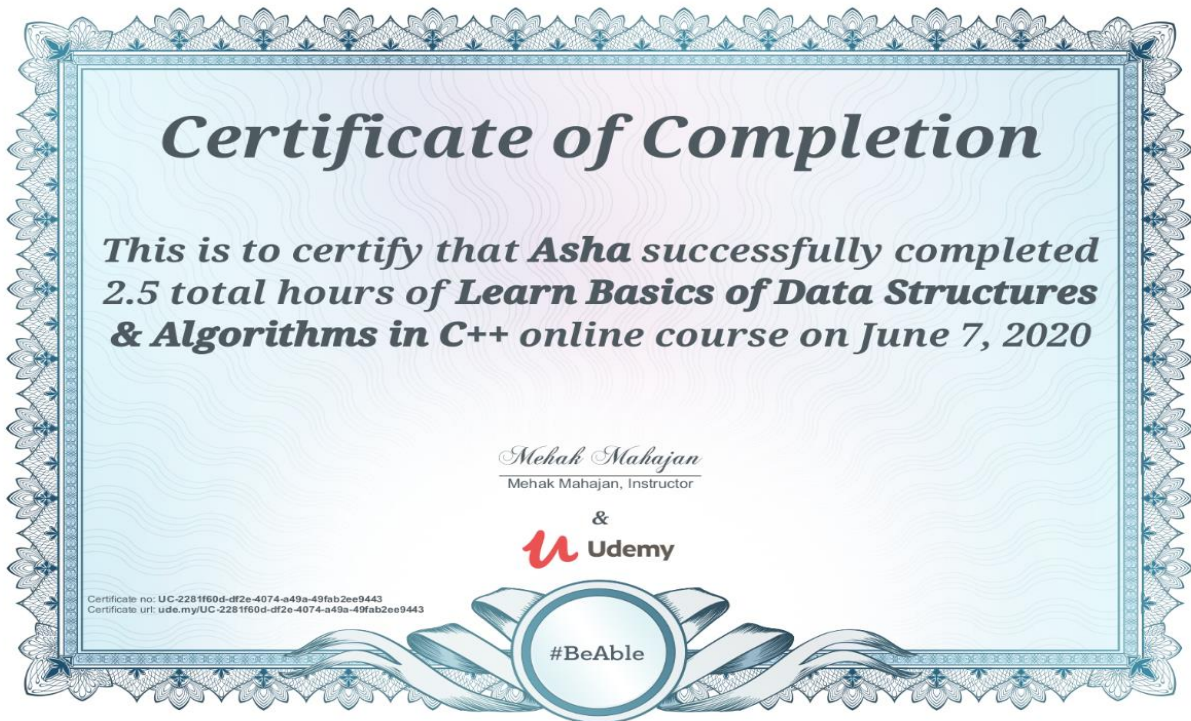 Certificate of Completion
This is to certify that Asha successfully completed
2.5 total hours of Learn Basics of Data Structures
& Algorithms in C++ online course on June 7, 2020
Mehak Mahajan
Mehak Mahajan, Instructor
&
Udemy
Certificate no: UC-2281f60d-df2e-4074-a49a-49fab2ee9443
Certificate url: ude.my/UC-2281f60d-df2e-4074-a49a-49fab2ee9443
#BeAble